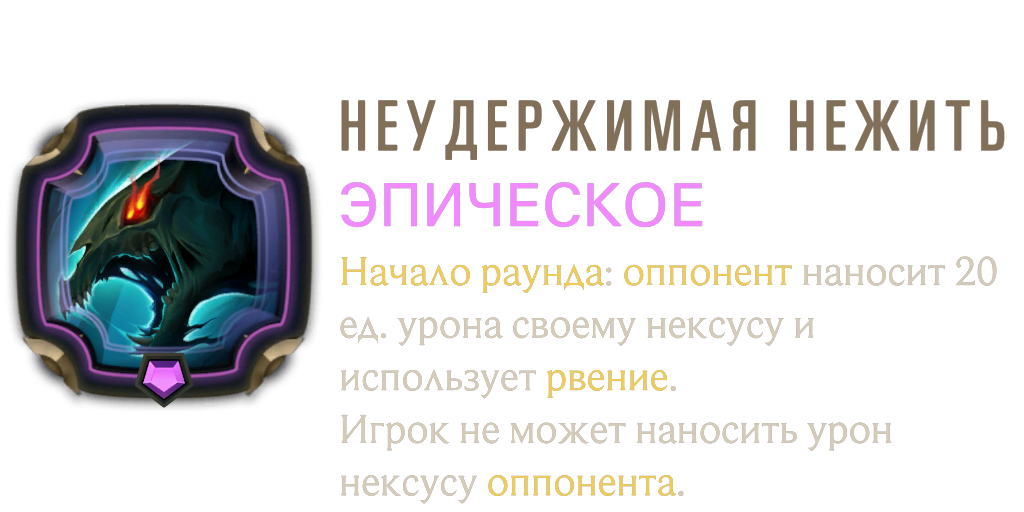 НЕУДЕРЖИМАЯ НЕЖИТЬ
ЭПИЧЕСКОЕ
Начало раунда: оппонент наносит 20
ед. урона своему нексусу и
использует рвение.
Игрок не может наносить урон
нексусу оппонента.